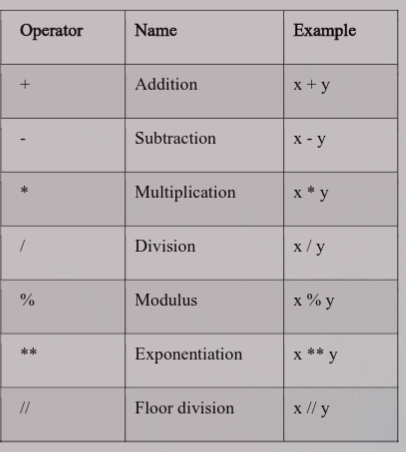 Operator Name Example
+ Addition x + y
- Subtraction x - y
* Multiplication x * y
/ Division x / y
% Modulus x % y
** Exponentiation x ** y
// Floor division x // y